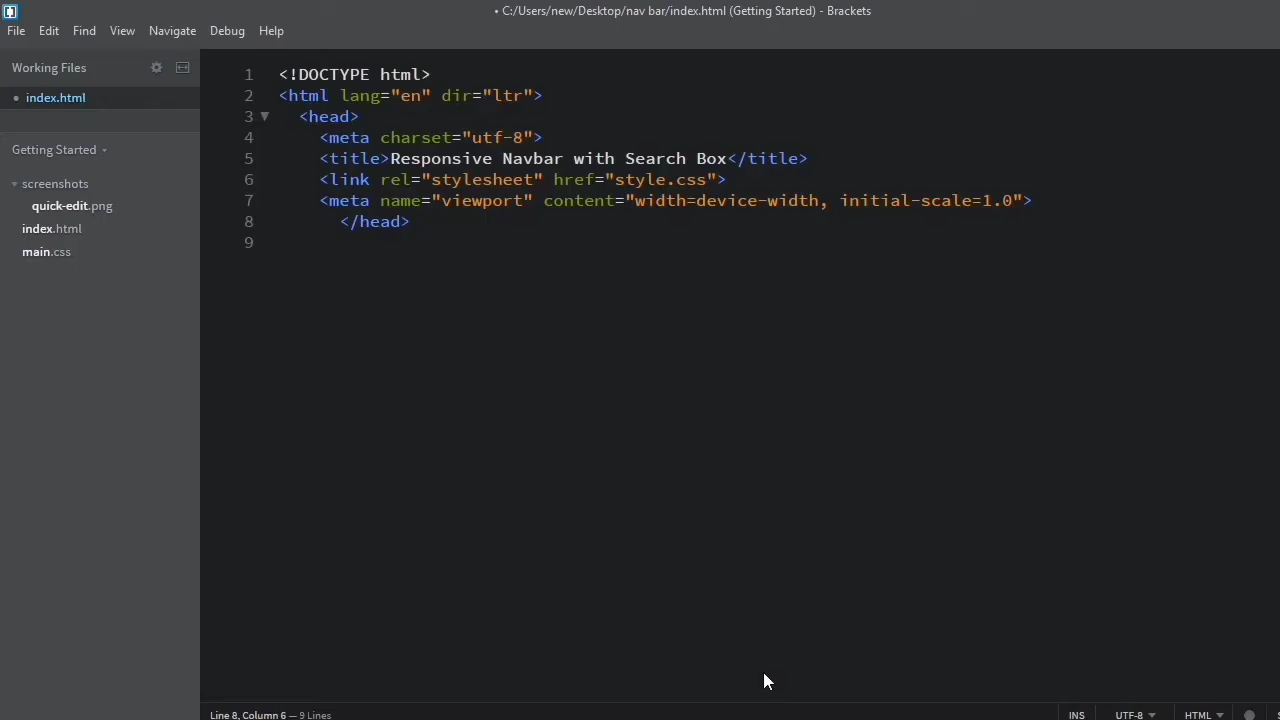 • C:/Users/new/Desktop/nav bar/index.html (Getting Started) - Brackets
File Edit Find View Navigate Debug Help
Working Files
• index.html
Getting Started
screenshots
quick-edit.png
index.html
main.css
1 <!DOCTYPE html>
2 <html lang="en" dir="ltr">
3 <head>
4 <meta charset="utf-8">
5 <title>Responsive Navbar with Search Box</title>
6 <link rel="stylesheet" href="style.css">
7 <meta name="viewport" content="width=device-width, initial-scale=1.0">
8 </head>
9
Line 8, Column 6 — 9 Lines
INS UTF-8 HTML